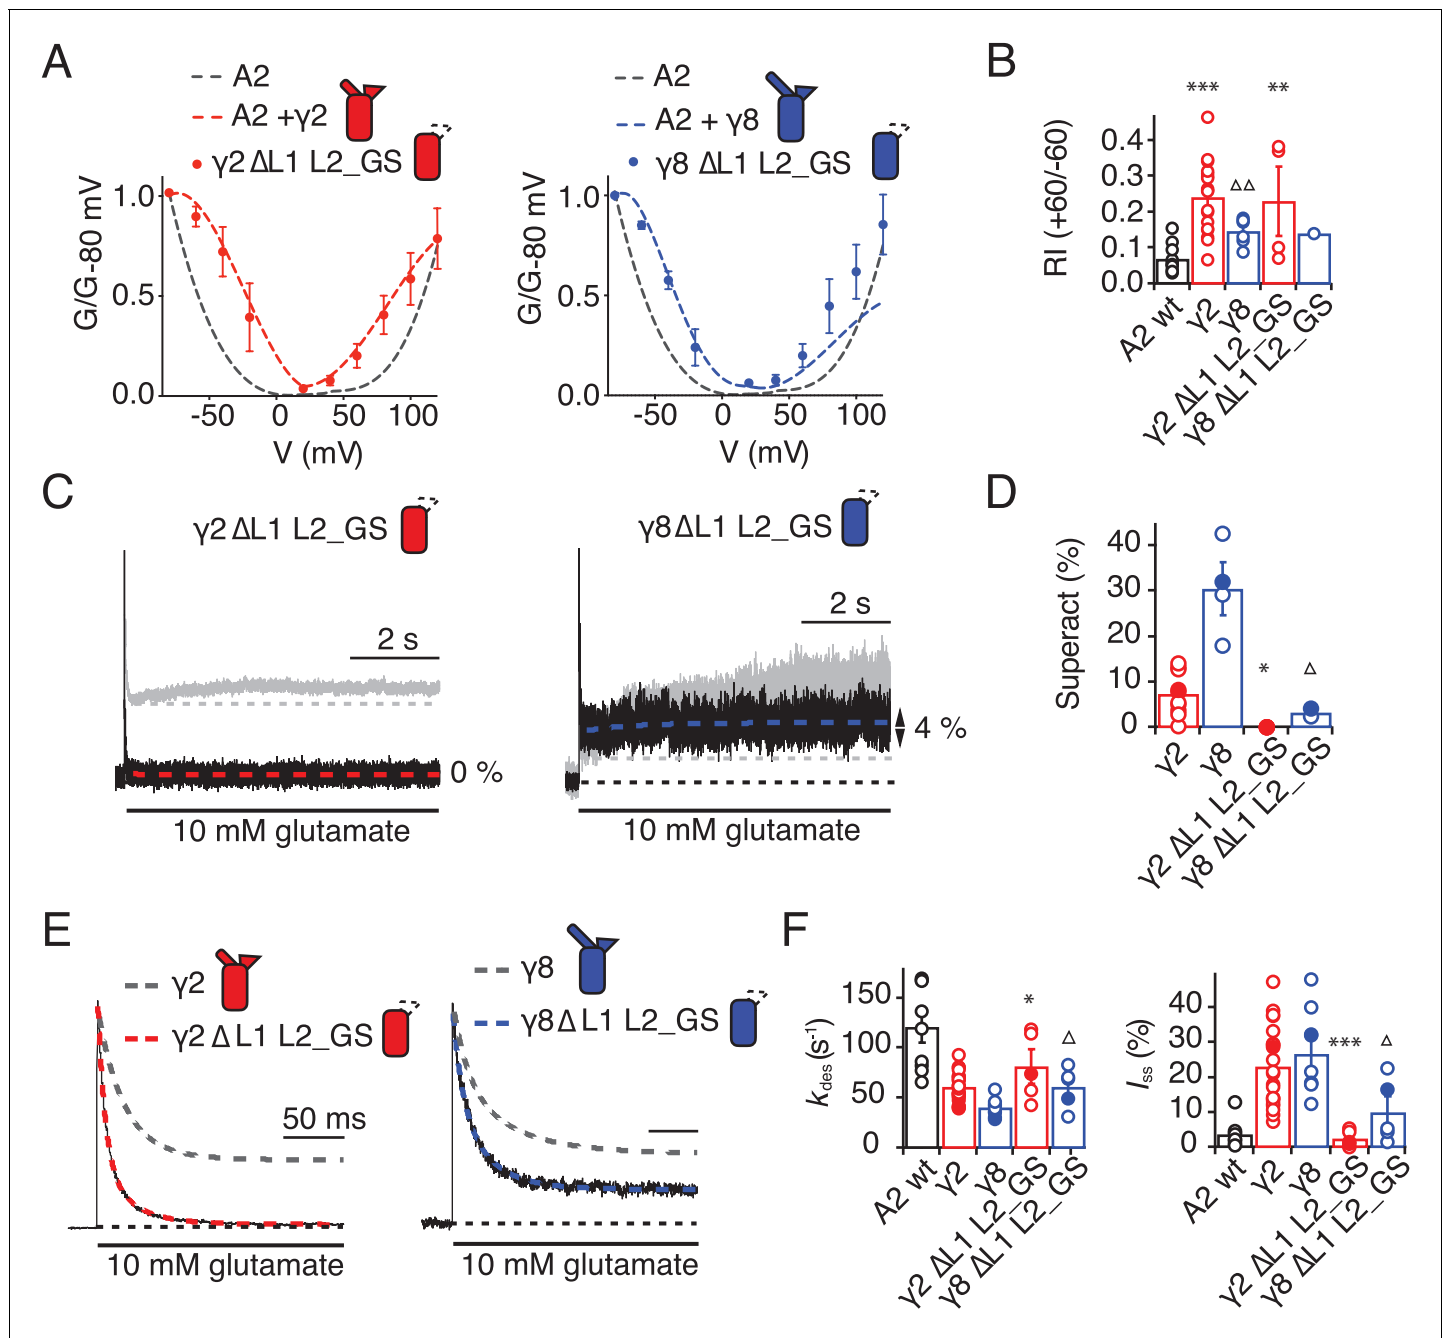 A
A2
A2 +γ2
γ2 ΔL1 L2_GS
G/G-80 mV
1.0
0.5
0.0
-50 0 50 100
V (mV)
A2
A2 + γ8
γ8 ΔL1 L2_GS
G/G-80 mV
1.0
0.5
0.0
-50 0 50 100
V (mV)
B
*** **
ΔΔ
RI (+60/-60)
0.4
0.3
0.2
0.1
0.0
A2 wt
γ2
γ8
γ2 ΔL1 L2_GS
γ8 ΔL1 L2_GS
C
γ2ΔL1 L2_GS
2 s
0 %
10 mM glutamate
γ8ΔL1 L2_GS
2 s
4 %
10 mM glutamate
D
Superact (%)
40
30
20
10
0
* Δ
γ2
γ8
γ2 ΔL1 L2_GS
γ8 ΔL1 L2_GS
E
γ2
γ2 ΔL1 L2_GS
50 ms
10 mM glutamate
γ8
γ8ΔL1 L2_GS
10 mM glutamate
F
kdes (s-1)
150
100
50
0
* Δ
A2 wt
γ2
γ8
γ2 ΔL1 L2_GS
γ8 ΔL1 L2_GS
Iss (%)
40
30
20
10
0
*** Δ
A2 wt
γ2
γ8
γ2 ΔL1 L2_GS
γ8 ΔL1 L2_GS